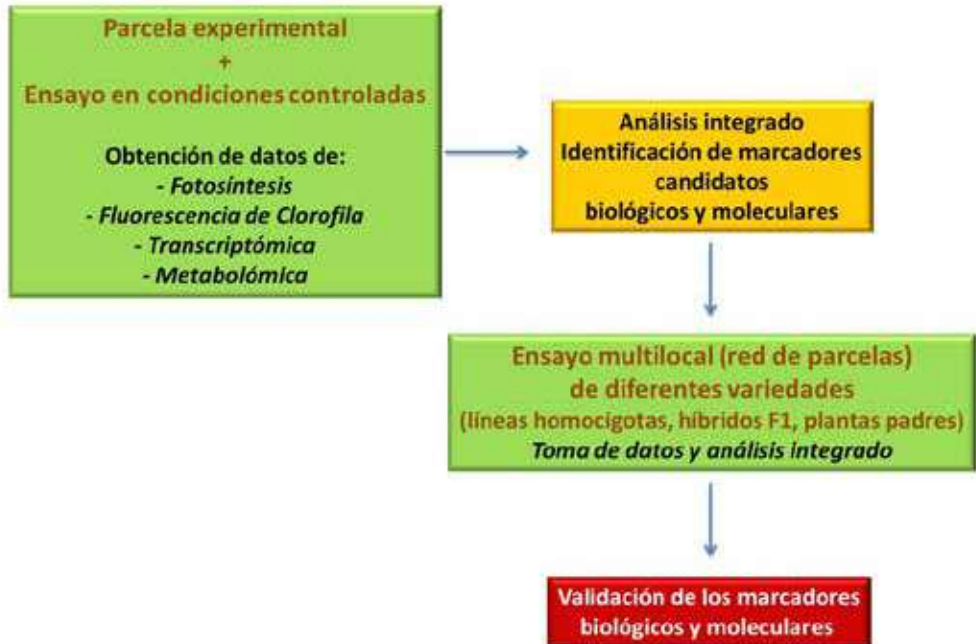 Parcela experimental
+
Ensayo en condiciones controladas
Obtención de datos de:
- Fotosíntesis
- Fluorescencia de Clorofila
- Transcriptómica
- Metabolómica
Análisis integrado
Identificación de marcadores
candidatos
biológicos y moleculares
Ensayo multilocal (red de parcelas)
de diferentes variedades
(líneas homocígotas, híbridos F1, plantas padres)
Toma de datos y análisis integrado
Validación de los marcadores
biológicos y moleculares